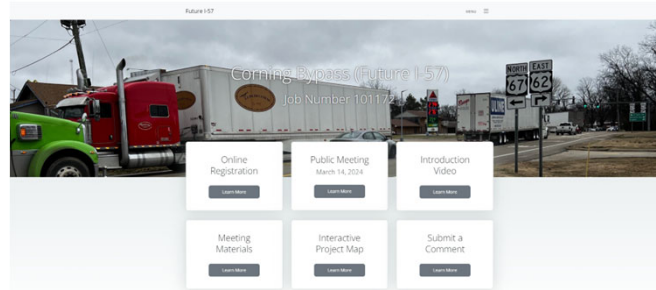 Future I-57
MENU
Corning Bypass (Future I-57)
Job Number 101172
NORTH EAST
67 62
Online
Registration
Learn More
Public Meeting
March 14, 2024
Learn More
Introduction
Video
Learn More
Meeting
Materials
Learn More
Interactive
Project Map
Learn More
Submit a
Comment
Learn More